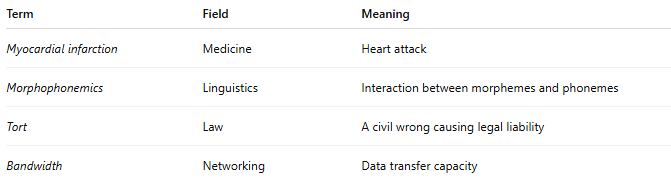 Term Field Meaning
Myocardial infarction Medicine Heart attack
Morphophonemics Linguistics Interaction between morphemes and phonemes
Tort Law A civil wrong causing legal liability
Bandwidth Networking Data transfer capacity